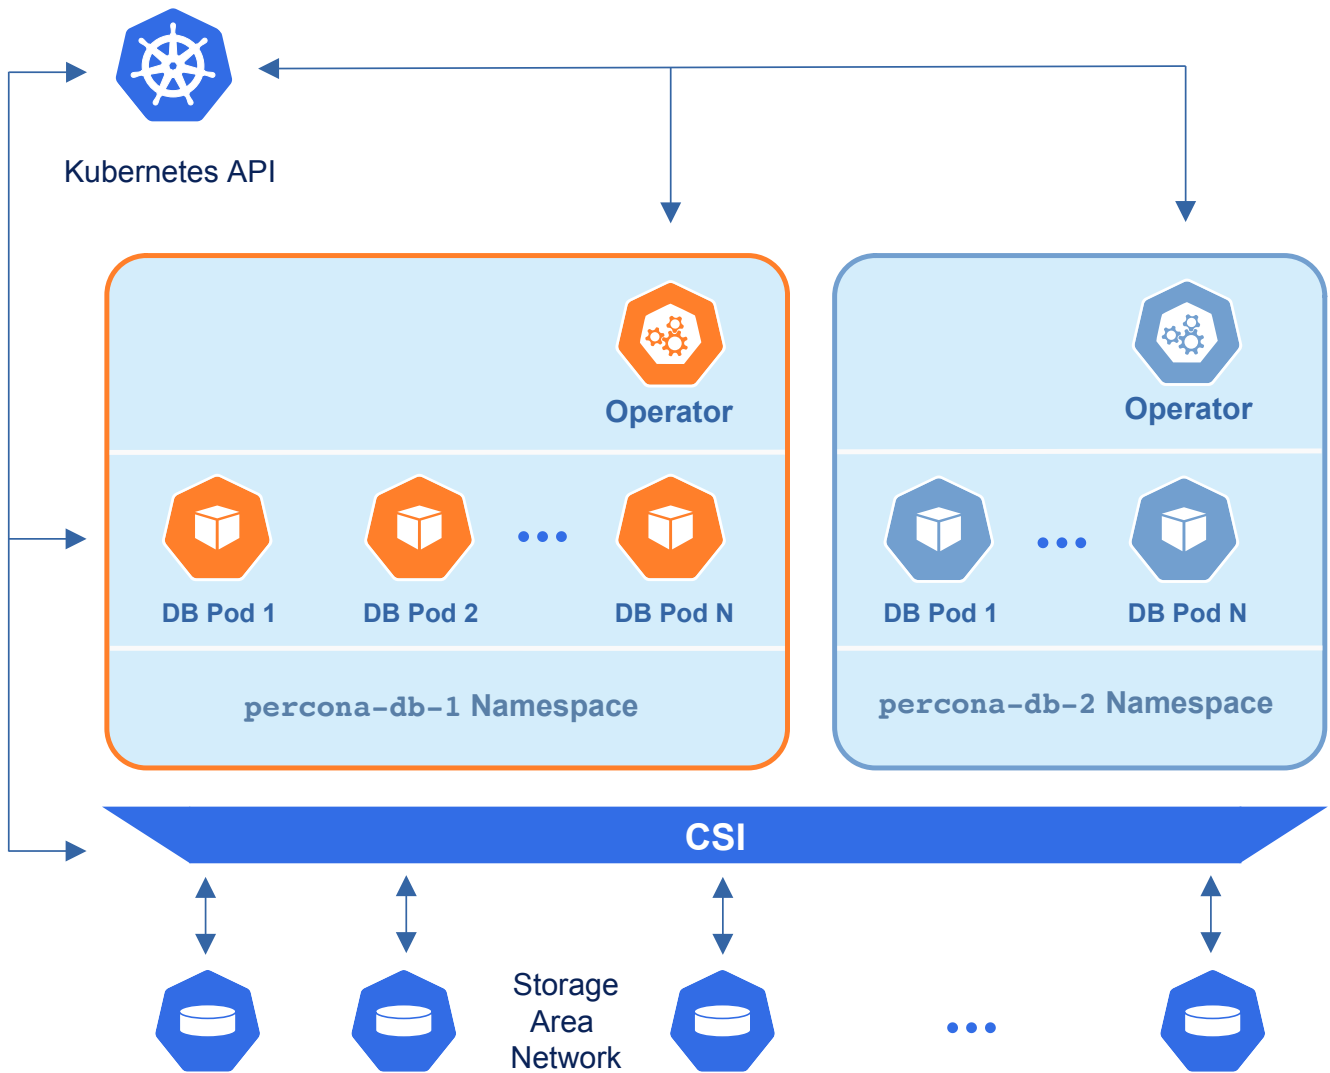 Kubernetes API
Operator
Operator
DB Pod 1
DB Pod 2
DB Pod N
DB Pod 1
DB Pod N
percona-db-1 Namespace
percona-db-2 Namespace
CSI
Storage
Area
Network